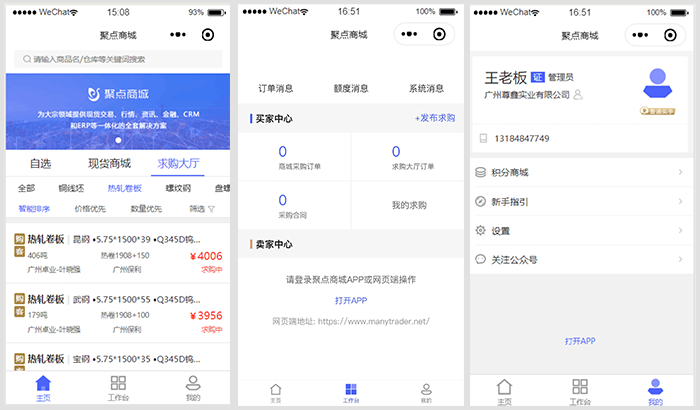 ●●●●● WeChat 15:08 93%
聚点商城
请输入商品名/仓库等关键词搜索
聚点商城
为大宗领域提供现货交易、行情、资讯、金融、CRM
和ERP等一体化的全套解决方案
自选 现货商城 求购大厅
全部 铜线坯 热轧卷板 螺纹钢 盘螺
智能排序 价格优先 数量优先 筛选
购 热轧卷板 昆钢 •5.75*1500*39 •Q345D钨...
客 406吨 热卷1908+150 ¥4006
广州卓业-叶晓强 广州保利 求购中
购 热轧卷板 武钢 •5.75*1500*55 •Q345D钨...
客 179吨 热卷1908+100 ¥3956
广州卓业-叶晓强 广州保利 求购中
热轧卷板 宝钢 •5.75*1500*35 •Q345D钨...
主页 工作台 我的
●●●●● WeChat 16:51 100%
聚点商城
订单消息 额度消息 系统消息
买家中心 +发布求购
0 0
商城采购订单 求购大厅订单
0
采购合同 我的求购
卖家中心
请登录聚点商城APP或网页端操作
打开APP
网页端地址: https://www.manytrader.net/
主页 工作台 我的
●●●●● WeChat 16:51 100%
聚点商城
王老板 证 管理员
广州尊鑫实业有限公司
13184847749
积分商城
新手指引
设置
关注公众号
打开APP
主页 工作台 我的